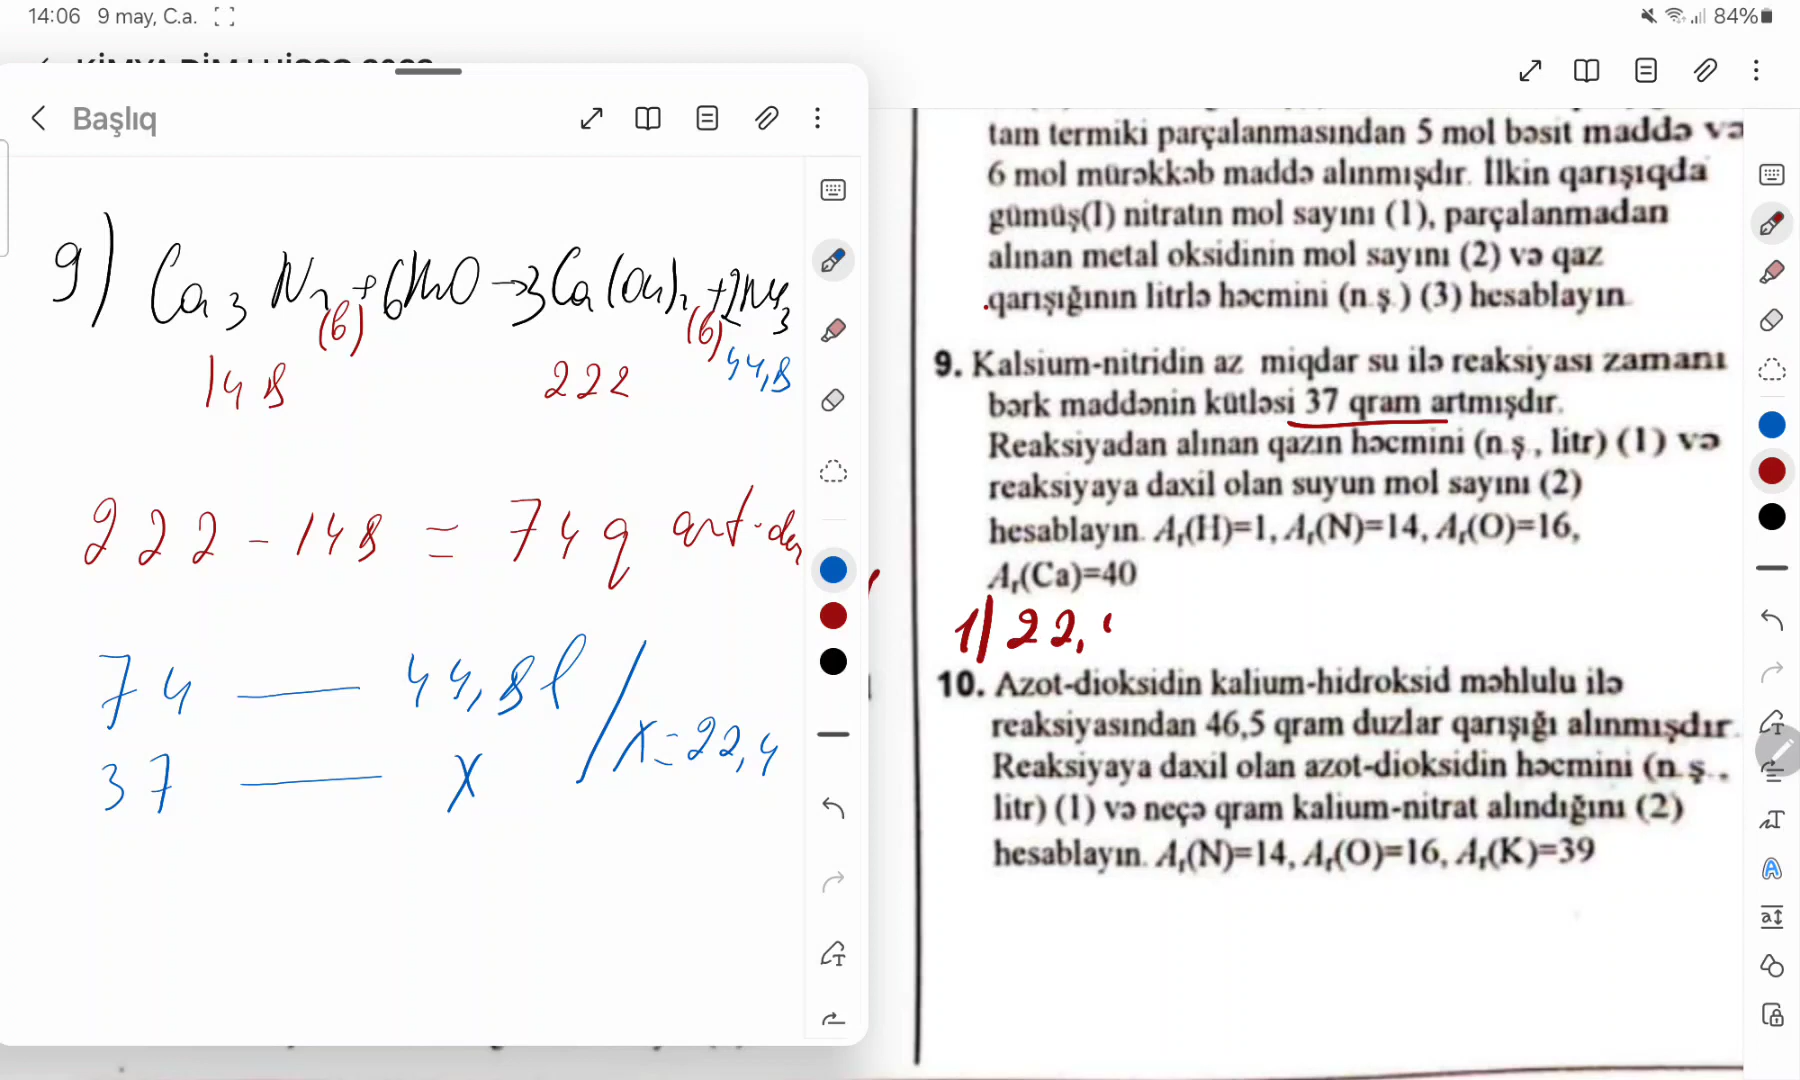 14:06 9 may, C.a. 84%
Başlıq
9) Ca3N2+6H2O→3Ca(OH)2+2NH3
(b) (b)
148 222 44,8
222 - 148 = 74q art-dır
74 — 44,8 l
37 — x / x=22,4
tam termiki parçalanmasından 5 mol bəsit maddə və
6 mol mürəkkəb maddə alınmışdır. İlkin qarışıqda
gümüş(I) nitratın mol sayını (1), parçalanmadan
alınan metal oksidinin mol sayını (2) və qaz
qarışığının litrlə həcmini (n.ş.) (3) hesablayın.
9. Kalsium-nitridin az miqdar su ilə reaksiyası zamanı
bərk maddənin kütləsi 37 qram artmışdır.
Reaksiyadan alınan qazın həcmini (n.ş., litr) (1) və
reaksiyaya daxil olan suyun mol sayını (2)
hesablayın. Ar(H)=1, Ar(N)=14, Ar(O)=16,
Ar(Ca)=40
1) 22,
10. Azot-dioksidin kalium-hidroksid məhlulu ilə
reaksiyasından 46,5 qram duzlar qarışığı alınmışdır.
Reaksiyaya daxil olan azot-dioksidin həcmini (n.ş.,
litr) (1) və neçə qram kalium-nitrat alındığını (2)
hesablayın. Ar(N)=14, Ar(O)=16, Ar(K)=39